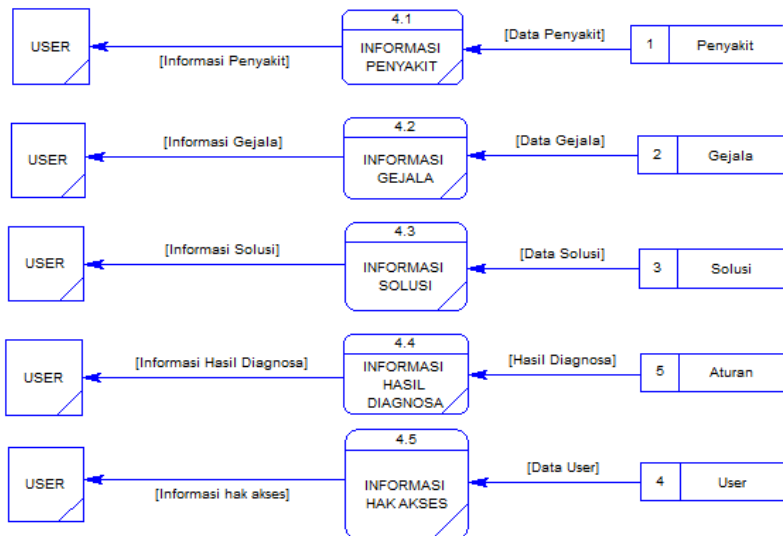 4.1
USER
[Informasi Penyakit]
INFORMASI
PENYAKIT
[Data Penyakit]
1
Penyakit
4.2
USER
[Informasi Gejala]
INFORMASI
GEJALA
[Data Gejala]
2
Gejala
4.3
USER
[Informasi Solusi]
INFORMASI
SOLUSI
[Data Solusi]
3
Solusi
4.4
USER
[Informasi Hasil Diagnosa]
INFORMASI
HASIL
DIAGNOSA
[Hasil Diagnosa]
5
Aturan
4.5
USER
[Informasi hak akses]
INFORMASI
HAK AKSES
[Data User]
4
User